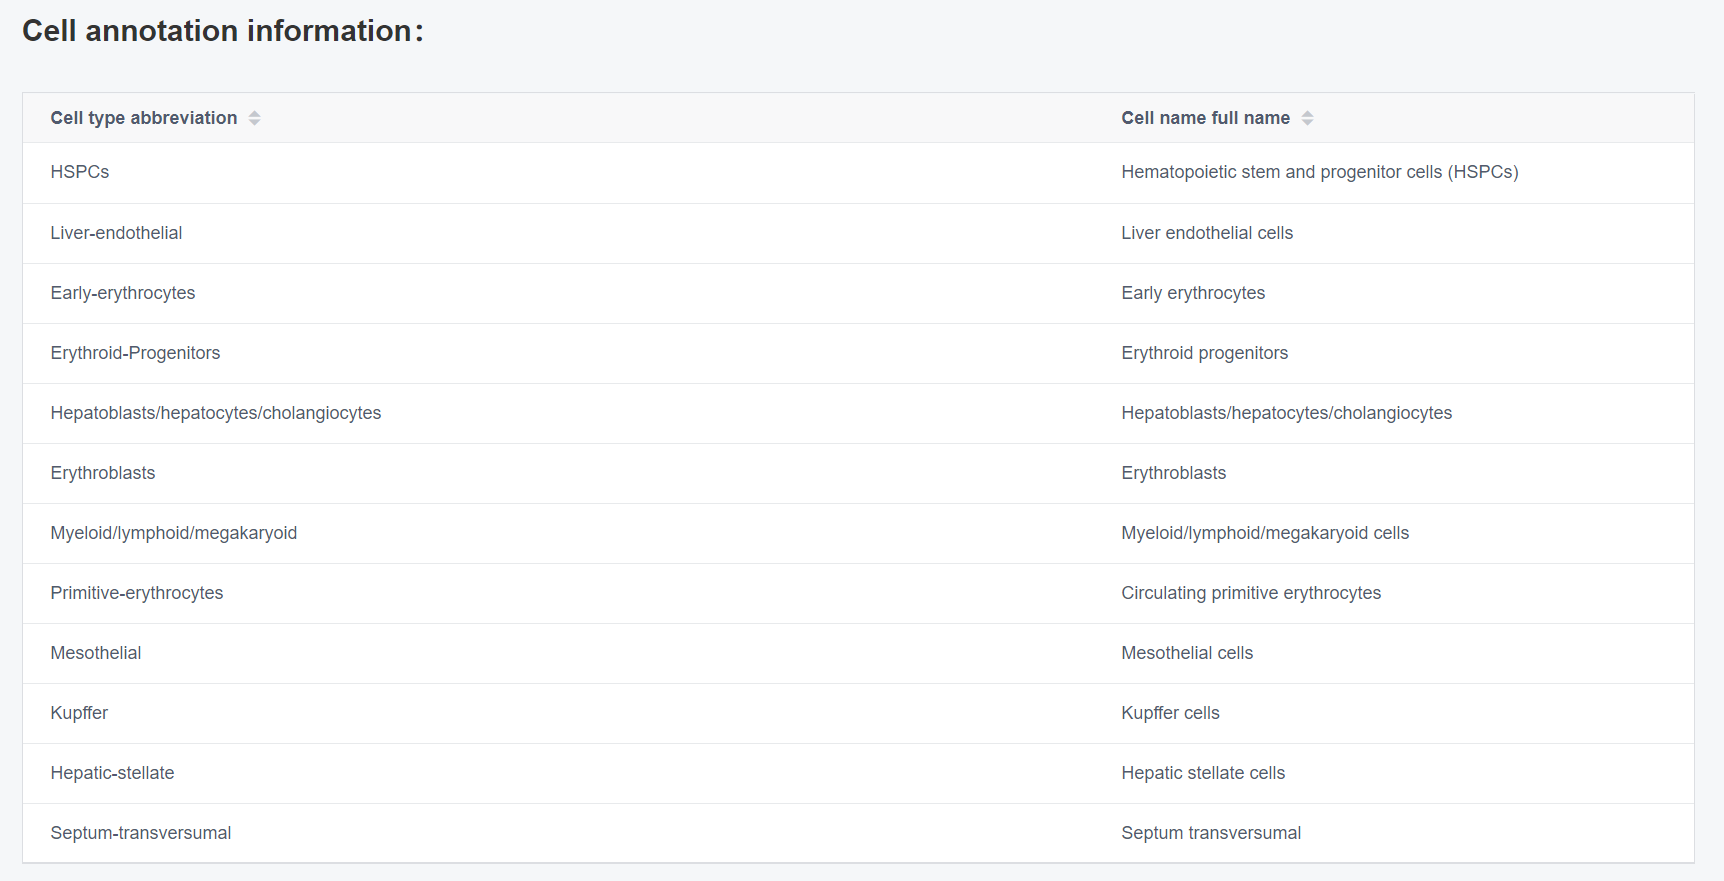 Cell annotation information:
Cell type abbreviation Cell name full name
HSPCs Hematopoietic stem and progenitor cells (HSPCs)
Liver-endothelial Liver endothelial cells
Early-erythrocytes Early erythrocytes
Erythroid-Progenitors Erythroid progenitors
Hepatoblasts/hepatocytes/cholangiocytes Hepatoblasts/hepatocytes/cholangiocytes
Erythroblasts Erythroblasts
Myeloid/lymphoid/megakaryoid Myeloid/lymphoid/megakaryoid cells
Primitive-erythrocytes Circulating primitive erythrocytes
Mesothelial Mesothelial cells
Kupffer Kupffer cells
Hepatic-stellate Hepatic stellate cells
Septum-transversumal Septum transversumal